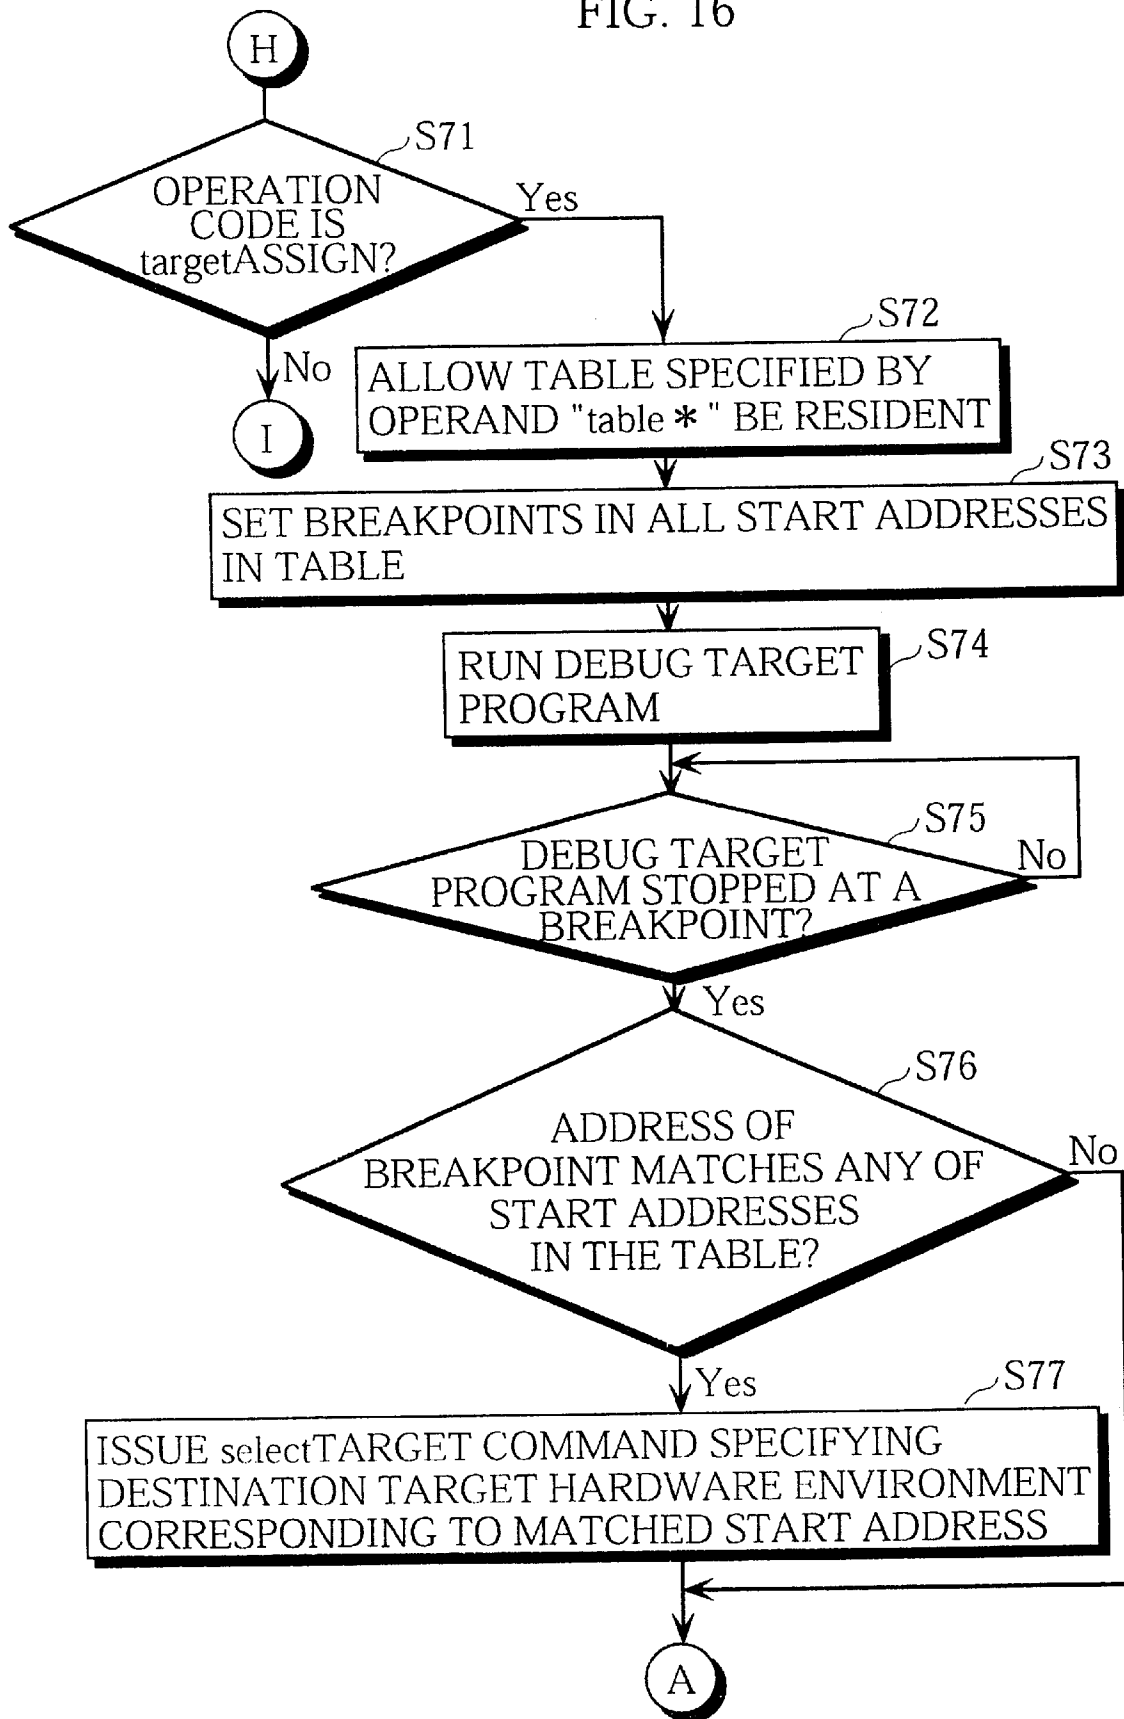 FIG. 16
H
S71
OPERATION
CODE IS
targetASSIGN?
Yes
No
I
S72
ALLOW TABLE SPECIFIED BY
OPERAND "table * " BE RESIDENT
S73
SET BREAKPOINTS IN ALL START ADDRESSES
IN TABLE
S74
RUN DEBUG TARGET
PROGRAM
S75
DEBUG TARGET
PROGRAM STOPPED AT A
BREAKPOINT?
No
Yes
S76
ADDRESS OF
BREAKPOINT MATCHES ANY OF
START ADDRESSES
IN THE TABLE?
No
Yes
S77
ISSUE selectTARGET COMMAND SPECIFYING
DESTINATION TARGET HARDWARE ENVIRONMENT
CORRESPONDING TO MATCHED START ADDRESS
A